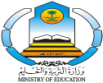 وزارة التربية والتعليم
MINISTRY OF EDUCATION